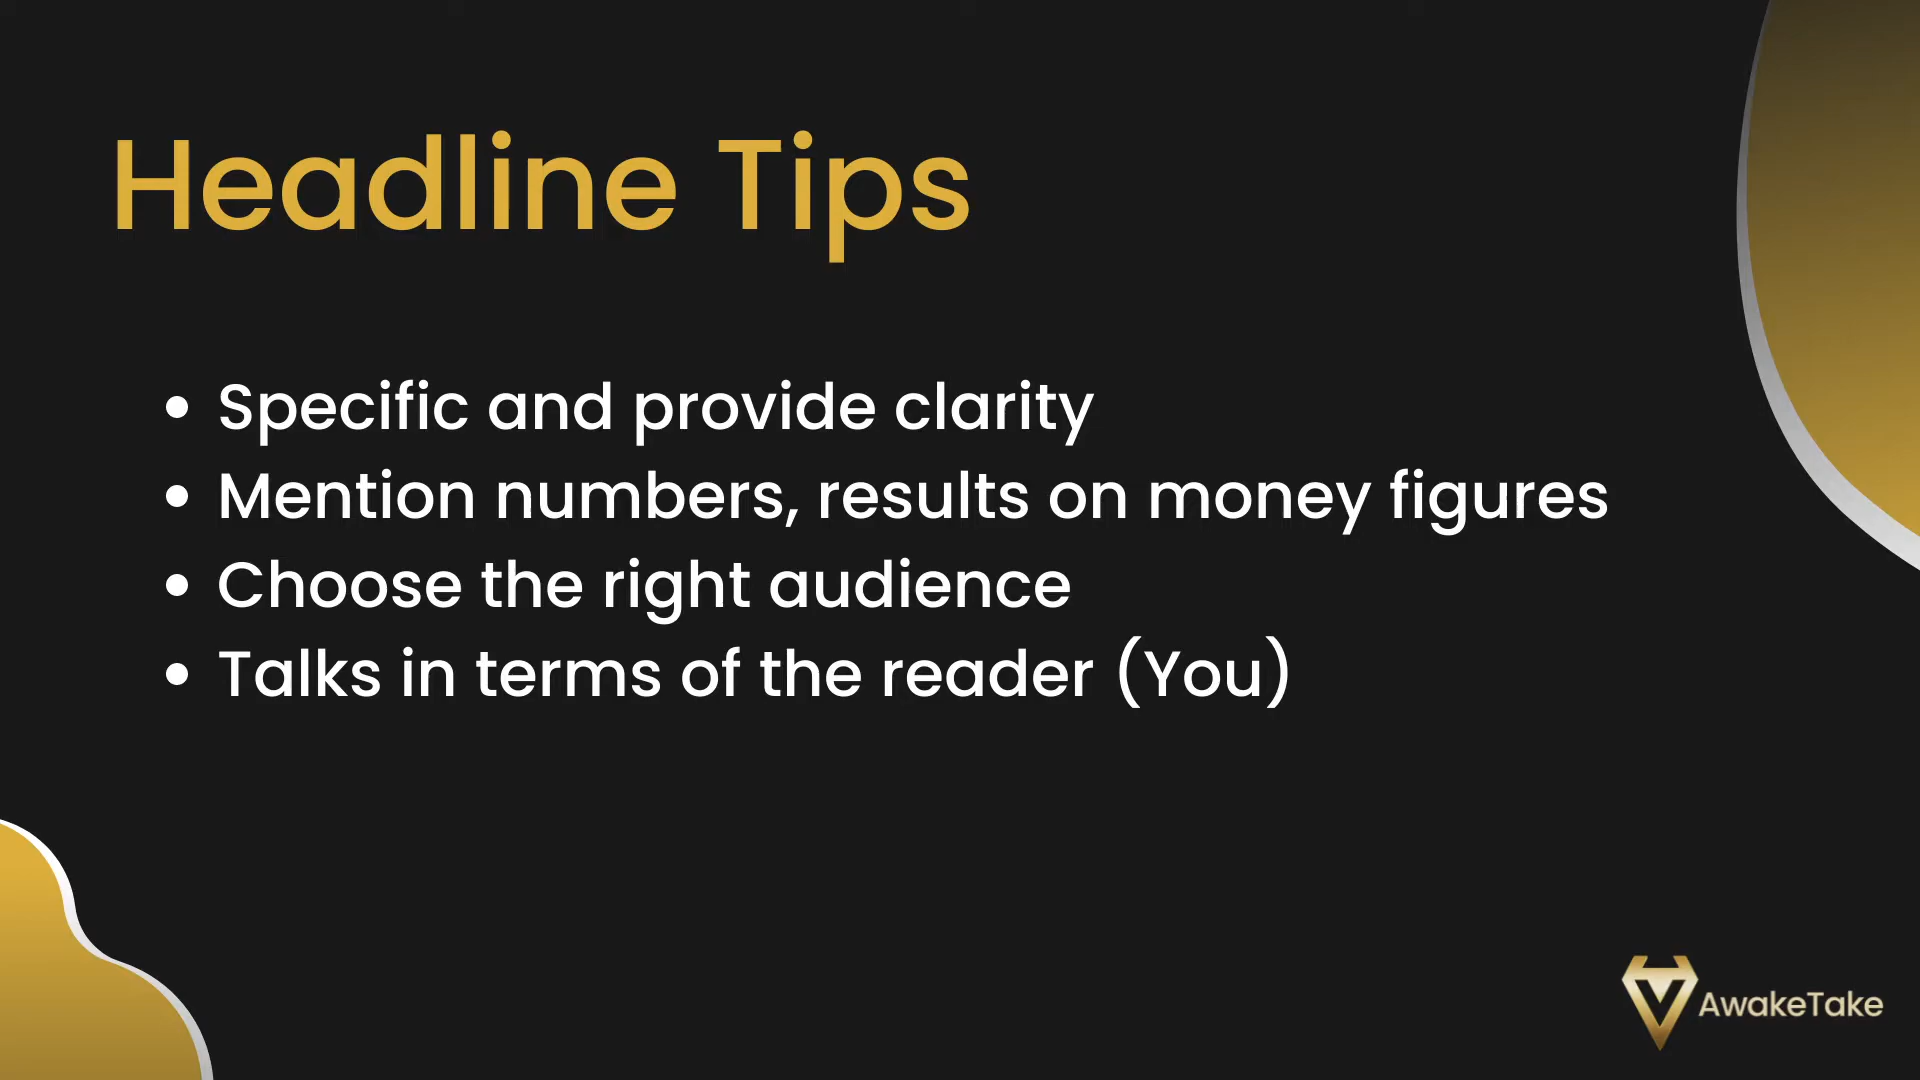 Headline Tips
• Specific and provide clarity
• Mention numbers, results on money figures
• Choose the right audience
• Talks in terms of the reader (You)
AwakeTake